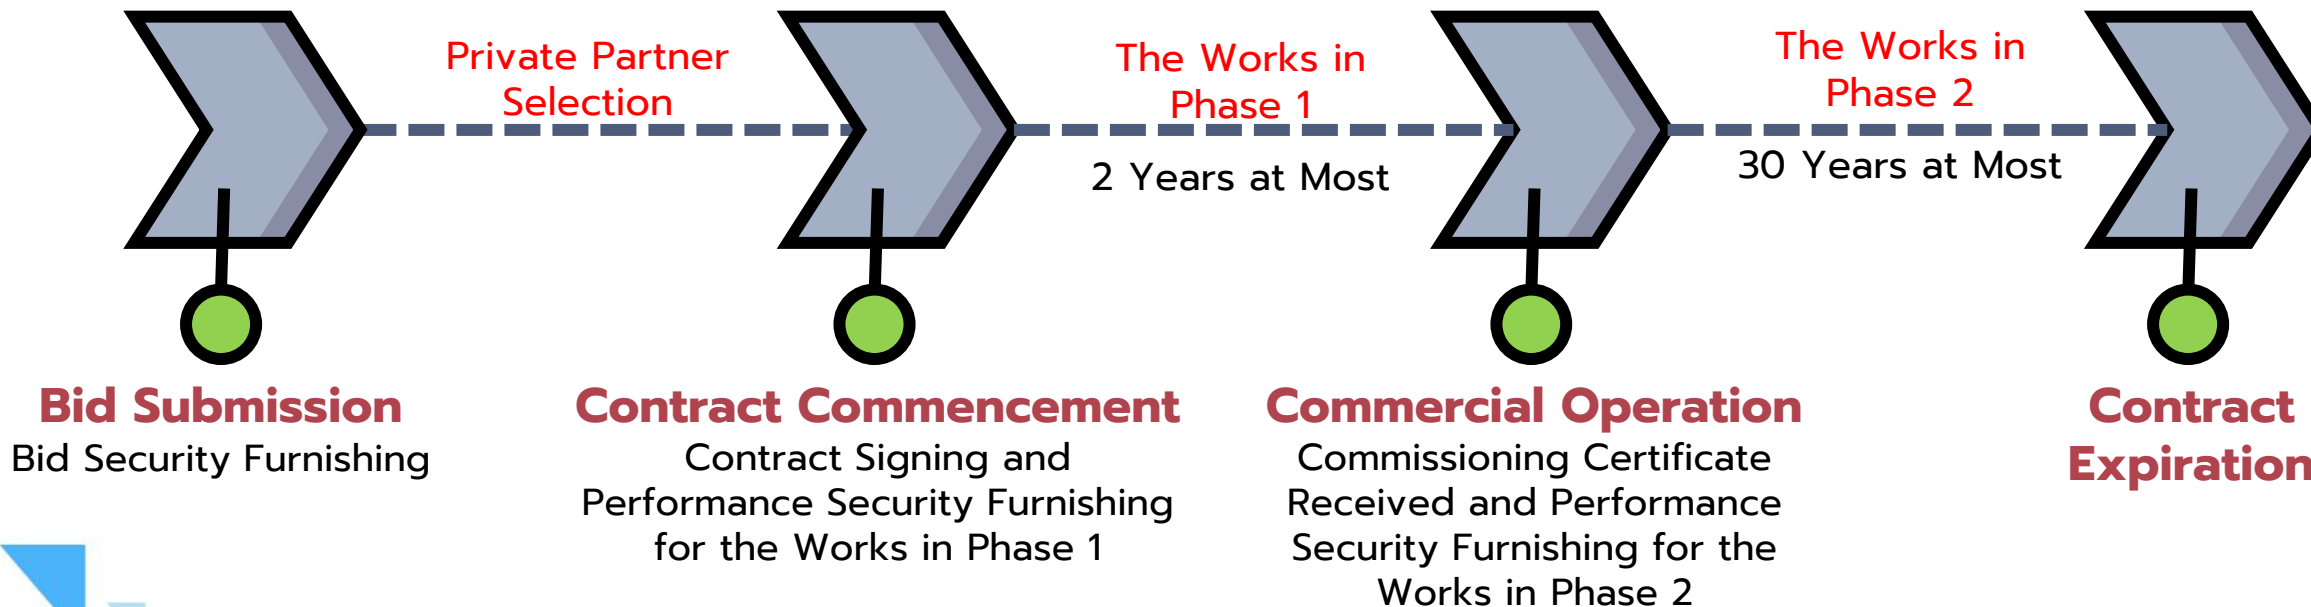 Private Partner
Selection
The Works in
Phase 1
2 Years at Most
The Works in
Phase 2
30 Years at Most
Bid Submission
Bid Security Furnishing
Contract Commencement
Contract Signing and
Performance Security Furnishing
for the Works in Phase 1
Commercial Operation
Commissioning Certificate
Received and Performance
Security Furnishing for the
Works in Phase 2
Contract
Expiration